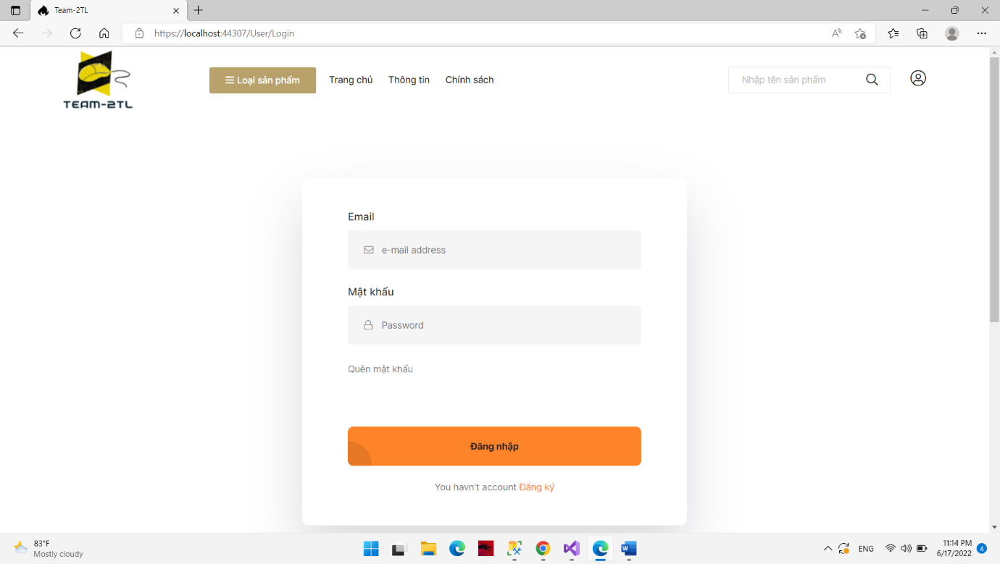 Team-2TL
https://localhost:44307/User/Login
TEAM-2TL
Loại sản phẩm
Trang chủ
Thông tin
Chính sách
Nhập tên sản phẩm
Email
e-mail address
Mật khẩu
Password
Quên mật khẩu
Đăng nhập
You havn't account Đăng ký
83°F
Mostly cloudy
ENG
11:14 PM
6/17/2022
4